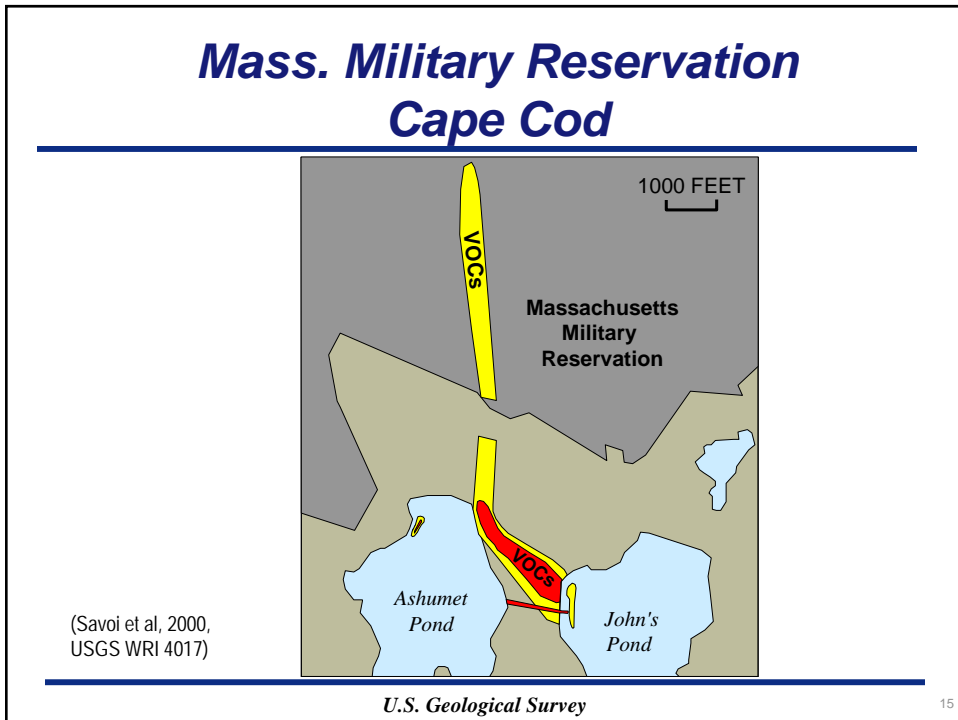 Mass. Military Reservation
Cape Cod
1000 FEET
VOCs
Massachusetts
Military
Reservation
VOCs
Ashumet
Pond
John's
Pond
(Savoi et al, 2000,
USGS WRI 4017)
U.S. Geological Survey
15